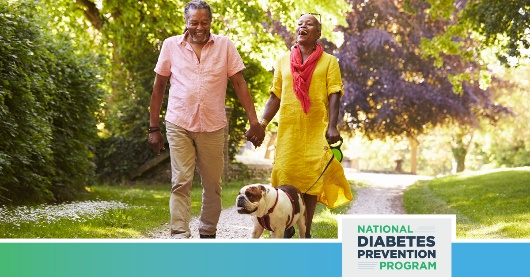 NATIONAL
DIABETES
PREVENTION
PROGRAM